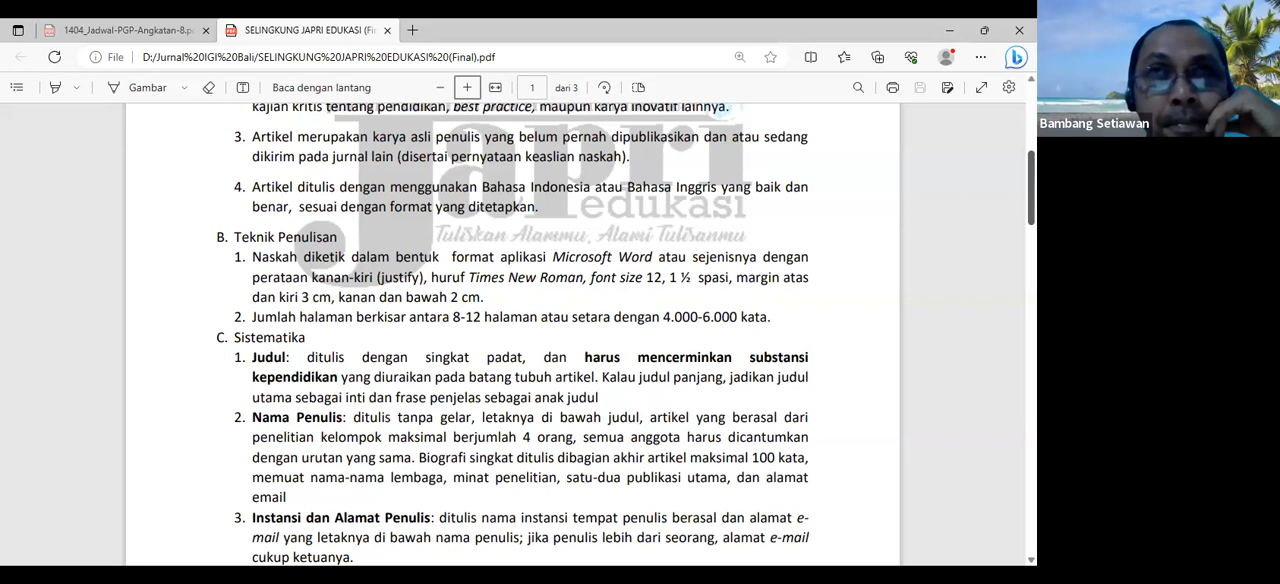 1404_Jadwal-PGP-Angkatan-8.p
SELINGKUNG JAPRI EDUKASI (Fin
File
D:/Jurnal%20IGI%20Bali/SELINGKUNG%20JAPRI%20EDUKASI%20(Final).pdf
Gambar
Baca dengan lantang
1
dari 3
kajian kritis tentang pendidikan, best practice, maupun karya inovatif lainnya.
3. Artikel merupakan karya asli penulis yang belum pernah dipublikasikan dan atau sedang
dikirim pada jurnal lain (disertai pernyataan keaslian naskah).
4. Artikel ditulis dengan menggunakan Bahasa Indonesia atau Bahasa Inggris yang baik dan
benar, sesuai dengan format yang ditetapkan.
Japri
edukasi
Tuliskan Alammu, Alami Tulisanmu
B. Teknik Penulisan
1. Naskah diketik dalam bentuk format aplikasi Microsoft Word atau sejenisnya dengan
perataan kanan-kiri (justify), huruf Times New Roman, font size 12, 1 ½ spasi, margin atas
dan kiri 3 cm, kanan dan bawah 2 cm.
2. Jumlah halaman berkisar antara 8-12 halaman atau setara dengan 4.000-6.000 kata.
C. Sistematika
1. Judul: ditulis dengan singkat padat, dan harus mencerminkan substansi
kependidikan yang diuraikan pada batang tubuh artikel. Kalau judul panjang, jadikan judul
utama sebagai inti dan frase penjelas sebagai anak judul
2. Nama Penulis: ditulis tanpa gelar, letaknya di bawah judul, artikel yang berasal dari
penelitian kelompok maksimal berjumlah 4 orang, semua anggota harus dicantumkan
dengan urutan yang sama. Biografi singkat ditulis dibagian akhir artikel maksimal 100 kata,
memuat nama-nama lembaga, minat penelitian, satu-dua publikasi utama, dan alamat
email
3. Instansi dan Alamat Penulis: ditulis nama instansi tempat penulis berasal dan alamat e-
mail yang letaknya di bawah nama penulis; jika penulis lebih dari seorang, alamat e-mail
cukup ketuanya.
Bambang Setiawan